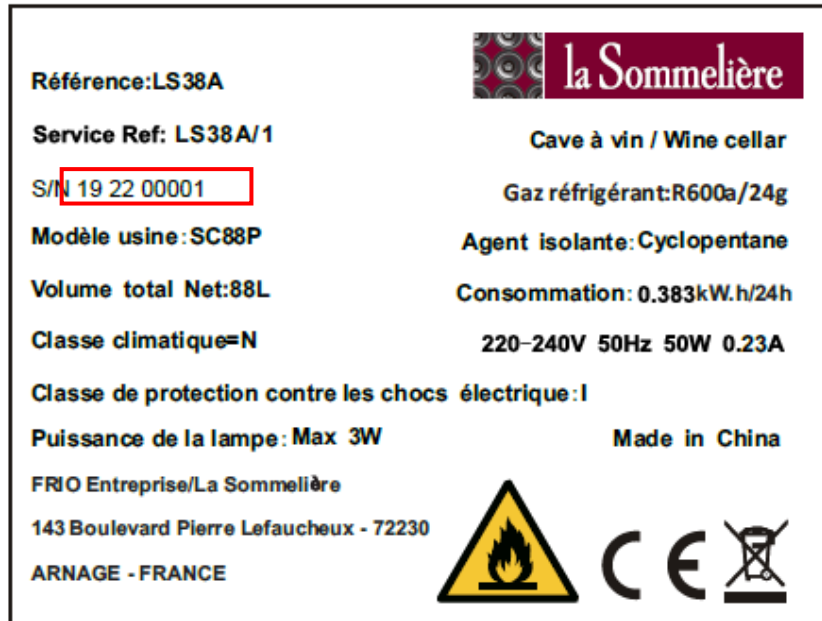 la Sommelière
Référence:LS38A
Service Ref: LS38A/1
Cave à vin / Wine cellar
S/N 19 22 00001
Gaz réfrigérant:R600a/24g
Modèle usine:SC88P
Agent isolante:Cyclopentane
Volume total Net:88L
Consommation:0.383kW.h/24h
Classe climatique=N
220-240V 50Hz 50W 0.23A
Classe de protection contre les chocs électrique:I
Puissance de la lampe:Max 3W
Made in China
FRIO Entreprise/La Sommelière
143 Boulevard Pierre Lefaucheux - 72230
ARNAGE - FRANCE
CE